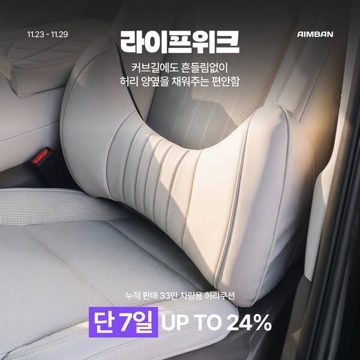 11.23 - 11.29
라이프위크
AIMBAN
커브길에도 흔들림없이
허리 양옆을 채워주는 편안함
누적 판매 33만 차량용 허리쿠션
단 7일 UP TO 24%